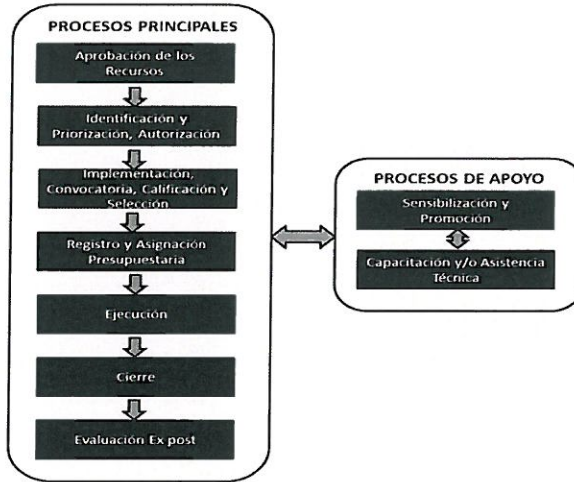 PROCESOS PRINCIPALES
Aprobación de los
Recursos
Identificación y
Priorización, Autorización
Implementación,
Convocatoria, Calificación y
Selección
Registro y Asignación
Presupuestaria
Ejecución
Cierre
Evaluación Ex post
PROCESOS DE APOYO
Sensibilización y
Promoción
Capacitación y/o Asistencia
Técnica